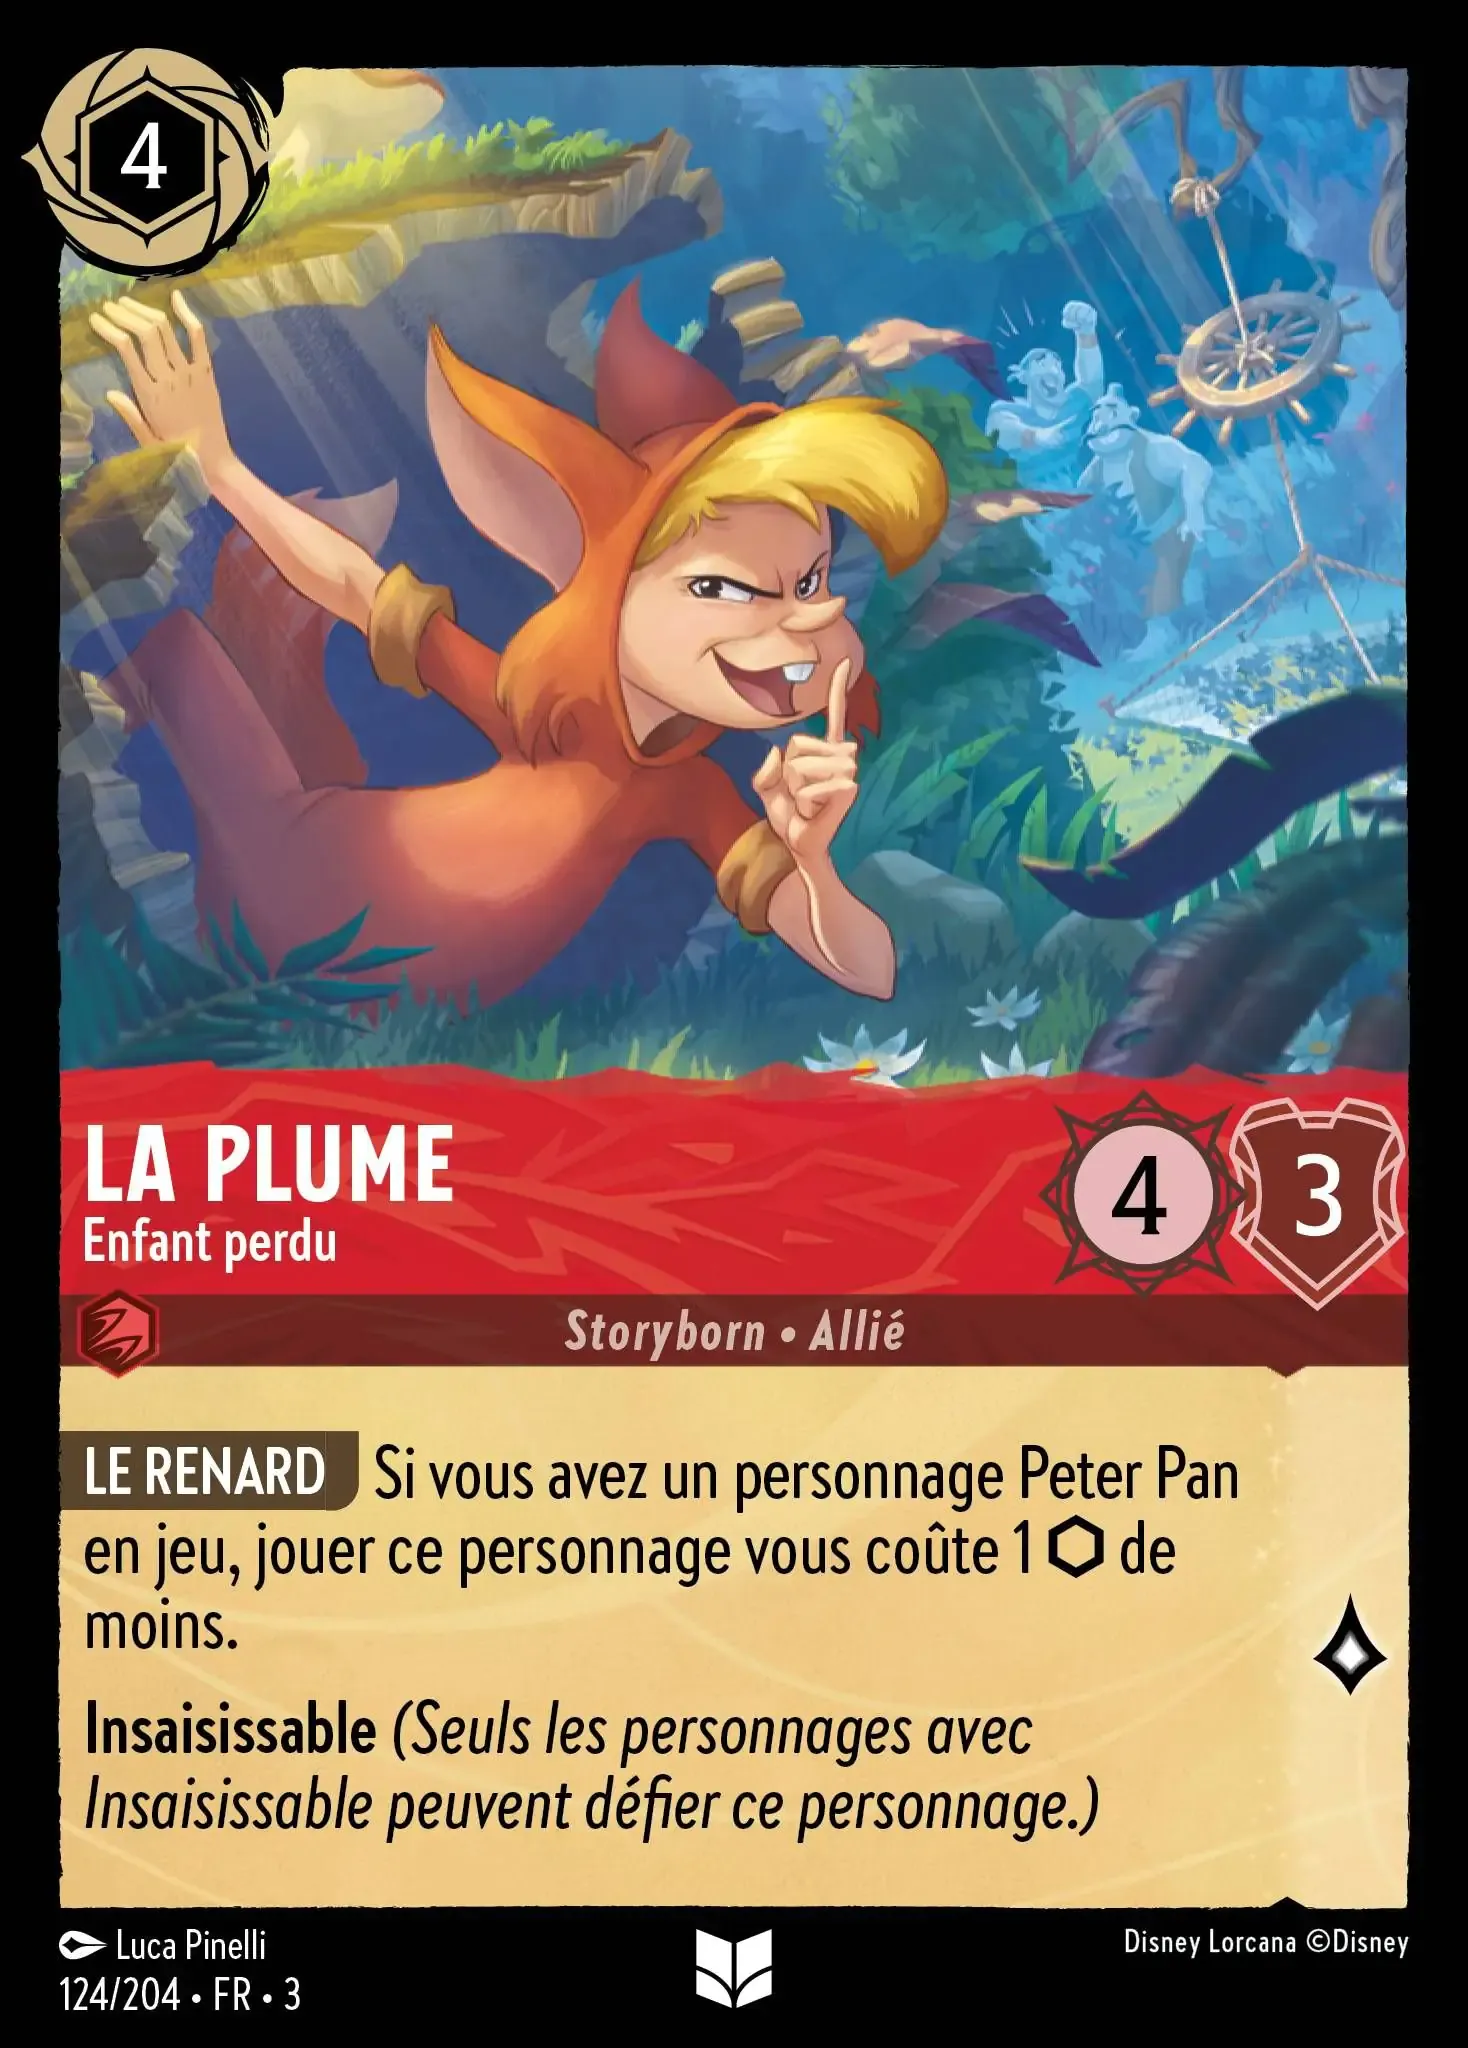 4
LA PLUME
Enfant perdu
4
3
Storyborn • Allié
LE RENARD Si vous avez un personnage Peter Pan
en jeu, jouer ce personnage vous coûte 1 ⬡ de
moins.
Insaisissable (Seuls les personnages avec
Insaisissable peuvent défier ce personnage.)
Luca Pinelli
124/204 • FR • 3
Disney Lorcana ©Disney